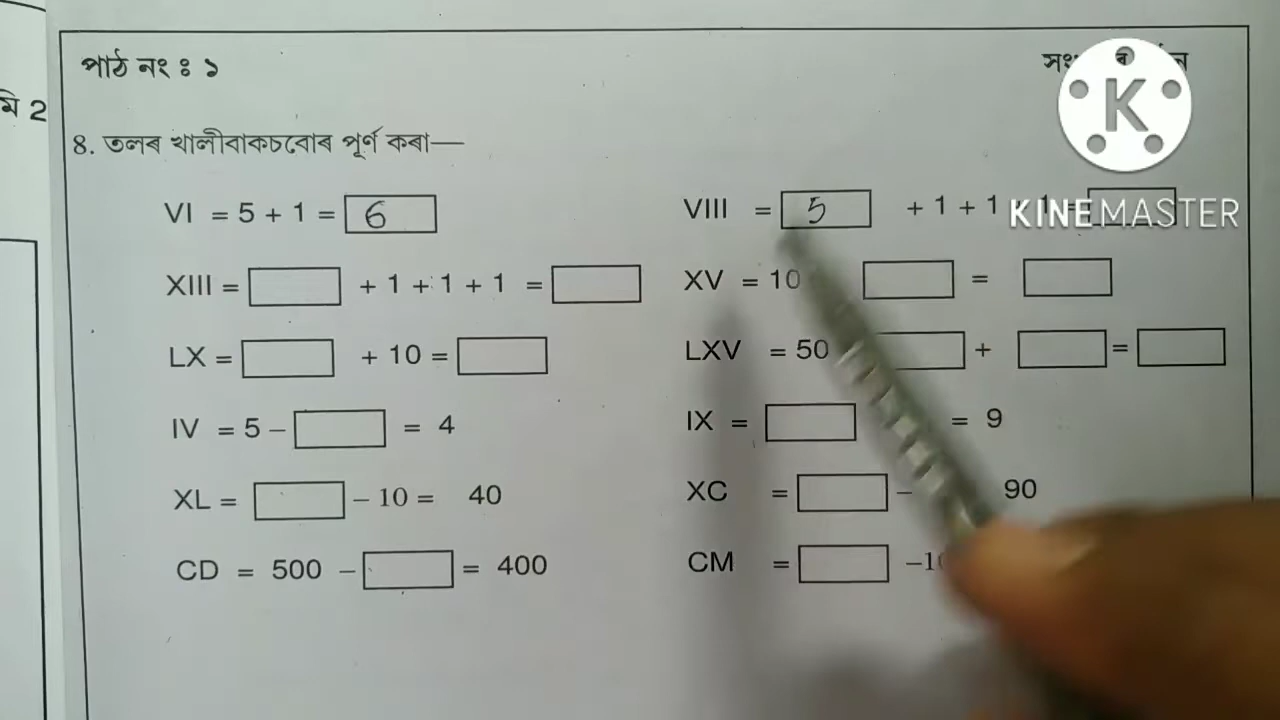 পাঠ নং ঃ ১
মি 2
8. তলৰ খালীবাকচবোৰ পূৰ্ণ কৰা—
K
KINEMASTER
VI = 5 + 1 = 6 VIII = 5 + 1 + 1 1 =
XIII = + 1 + 1 + 1 = XV = 10 =
LX = + 10 = LXV = 50 + =
IV = 5 – = 4 IX = = 9
XL = – 10 = 40 XC = – 90
CD = 500 – = 400 CM = –10